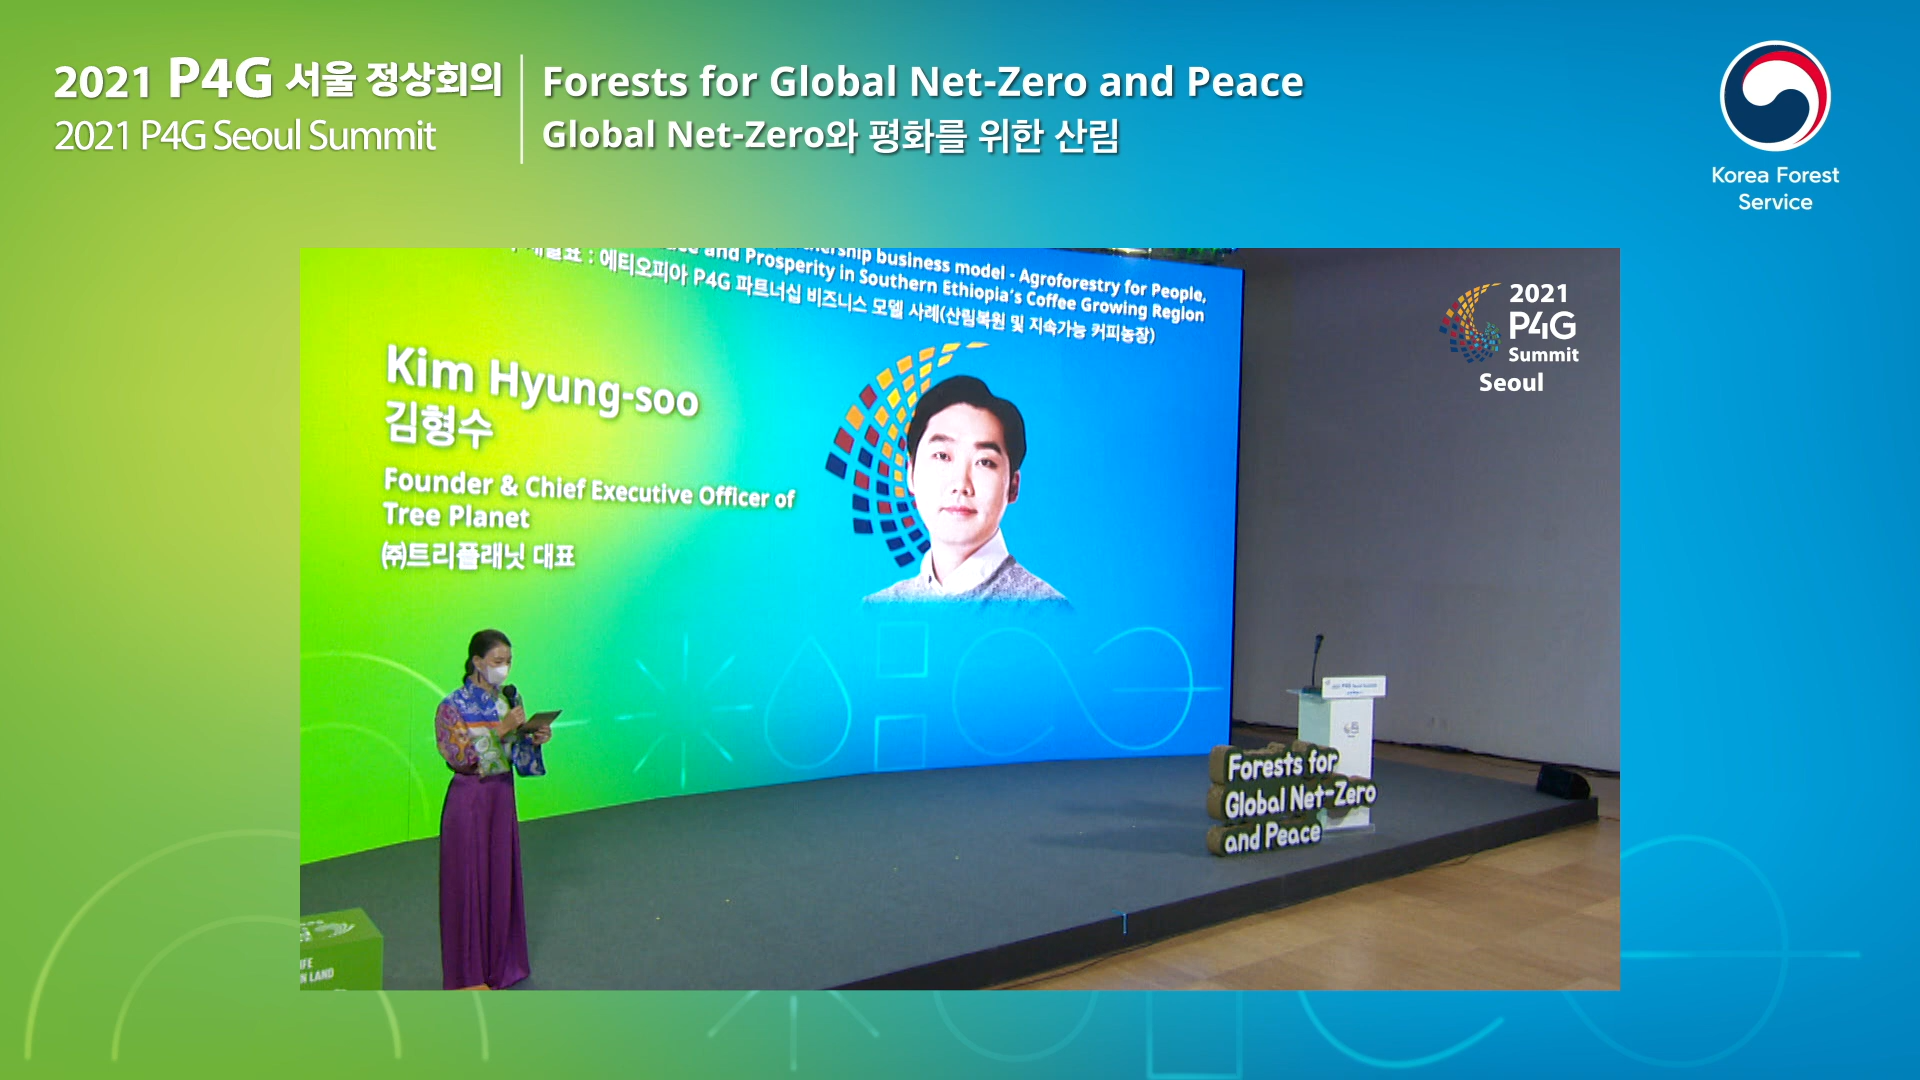 2021 P4G 서울 정상회의
2021 P4G Seoul Summit
Forests for Global Net-Zero and Peace
Global Net-Zero와 평화를 위한 산림
Korea Forest
Service
business model - Agroforestry for People,
and Prosperity in Southern Ethiopia's Coffee Growing Region
: 에티오피아 P4G 파트너십 비즈니스 모델 사례(산림복원 및 지속가능 커피농장)
Kim Hyung-soo
김형수
Founder & Chief Executive Officer of
Tree Planet
㈜트리플래닛 대표
2021
P4G
Summit
Seoul
Forests for
Global Net-Zero
and Peace
LAND